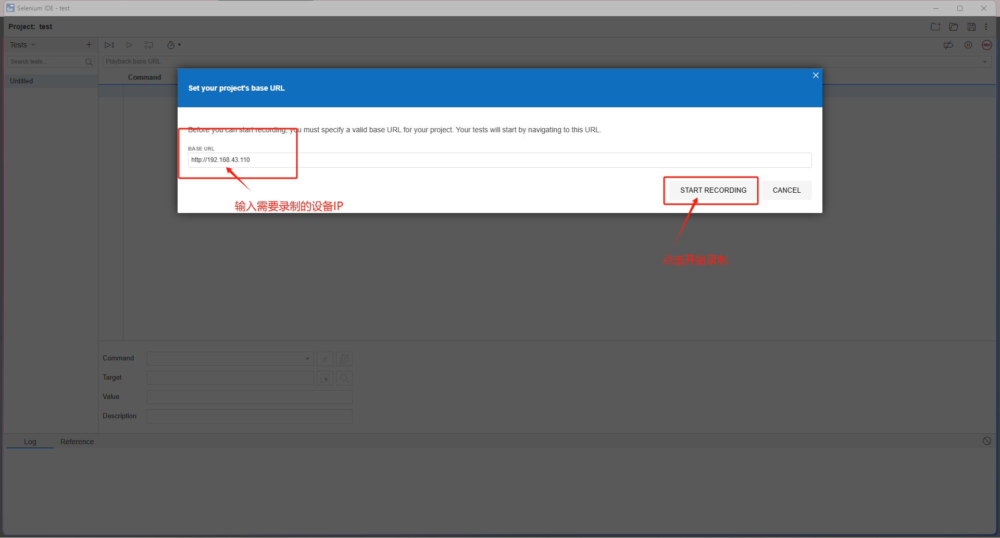 Selenium IDE - test
Project: test
Tests
Search tests...
Untitled
Playback base URL
Command
REC
Set your project's base URL
Before you can start recording, you must specify a valid base URL for your project. Your tests will start by navigating to this URL.
BASE URL
http://192.168.43.110
START RECORDING
CANCEL
输入需要录制的设备IP
点击开始录制
Command
//
Target
Value
Description
Log
Reference